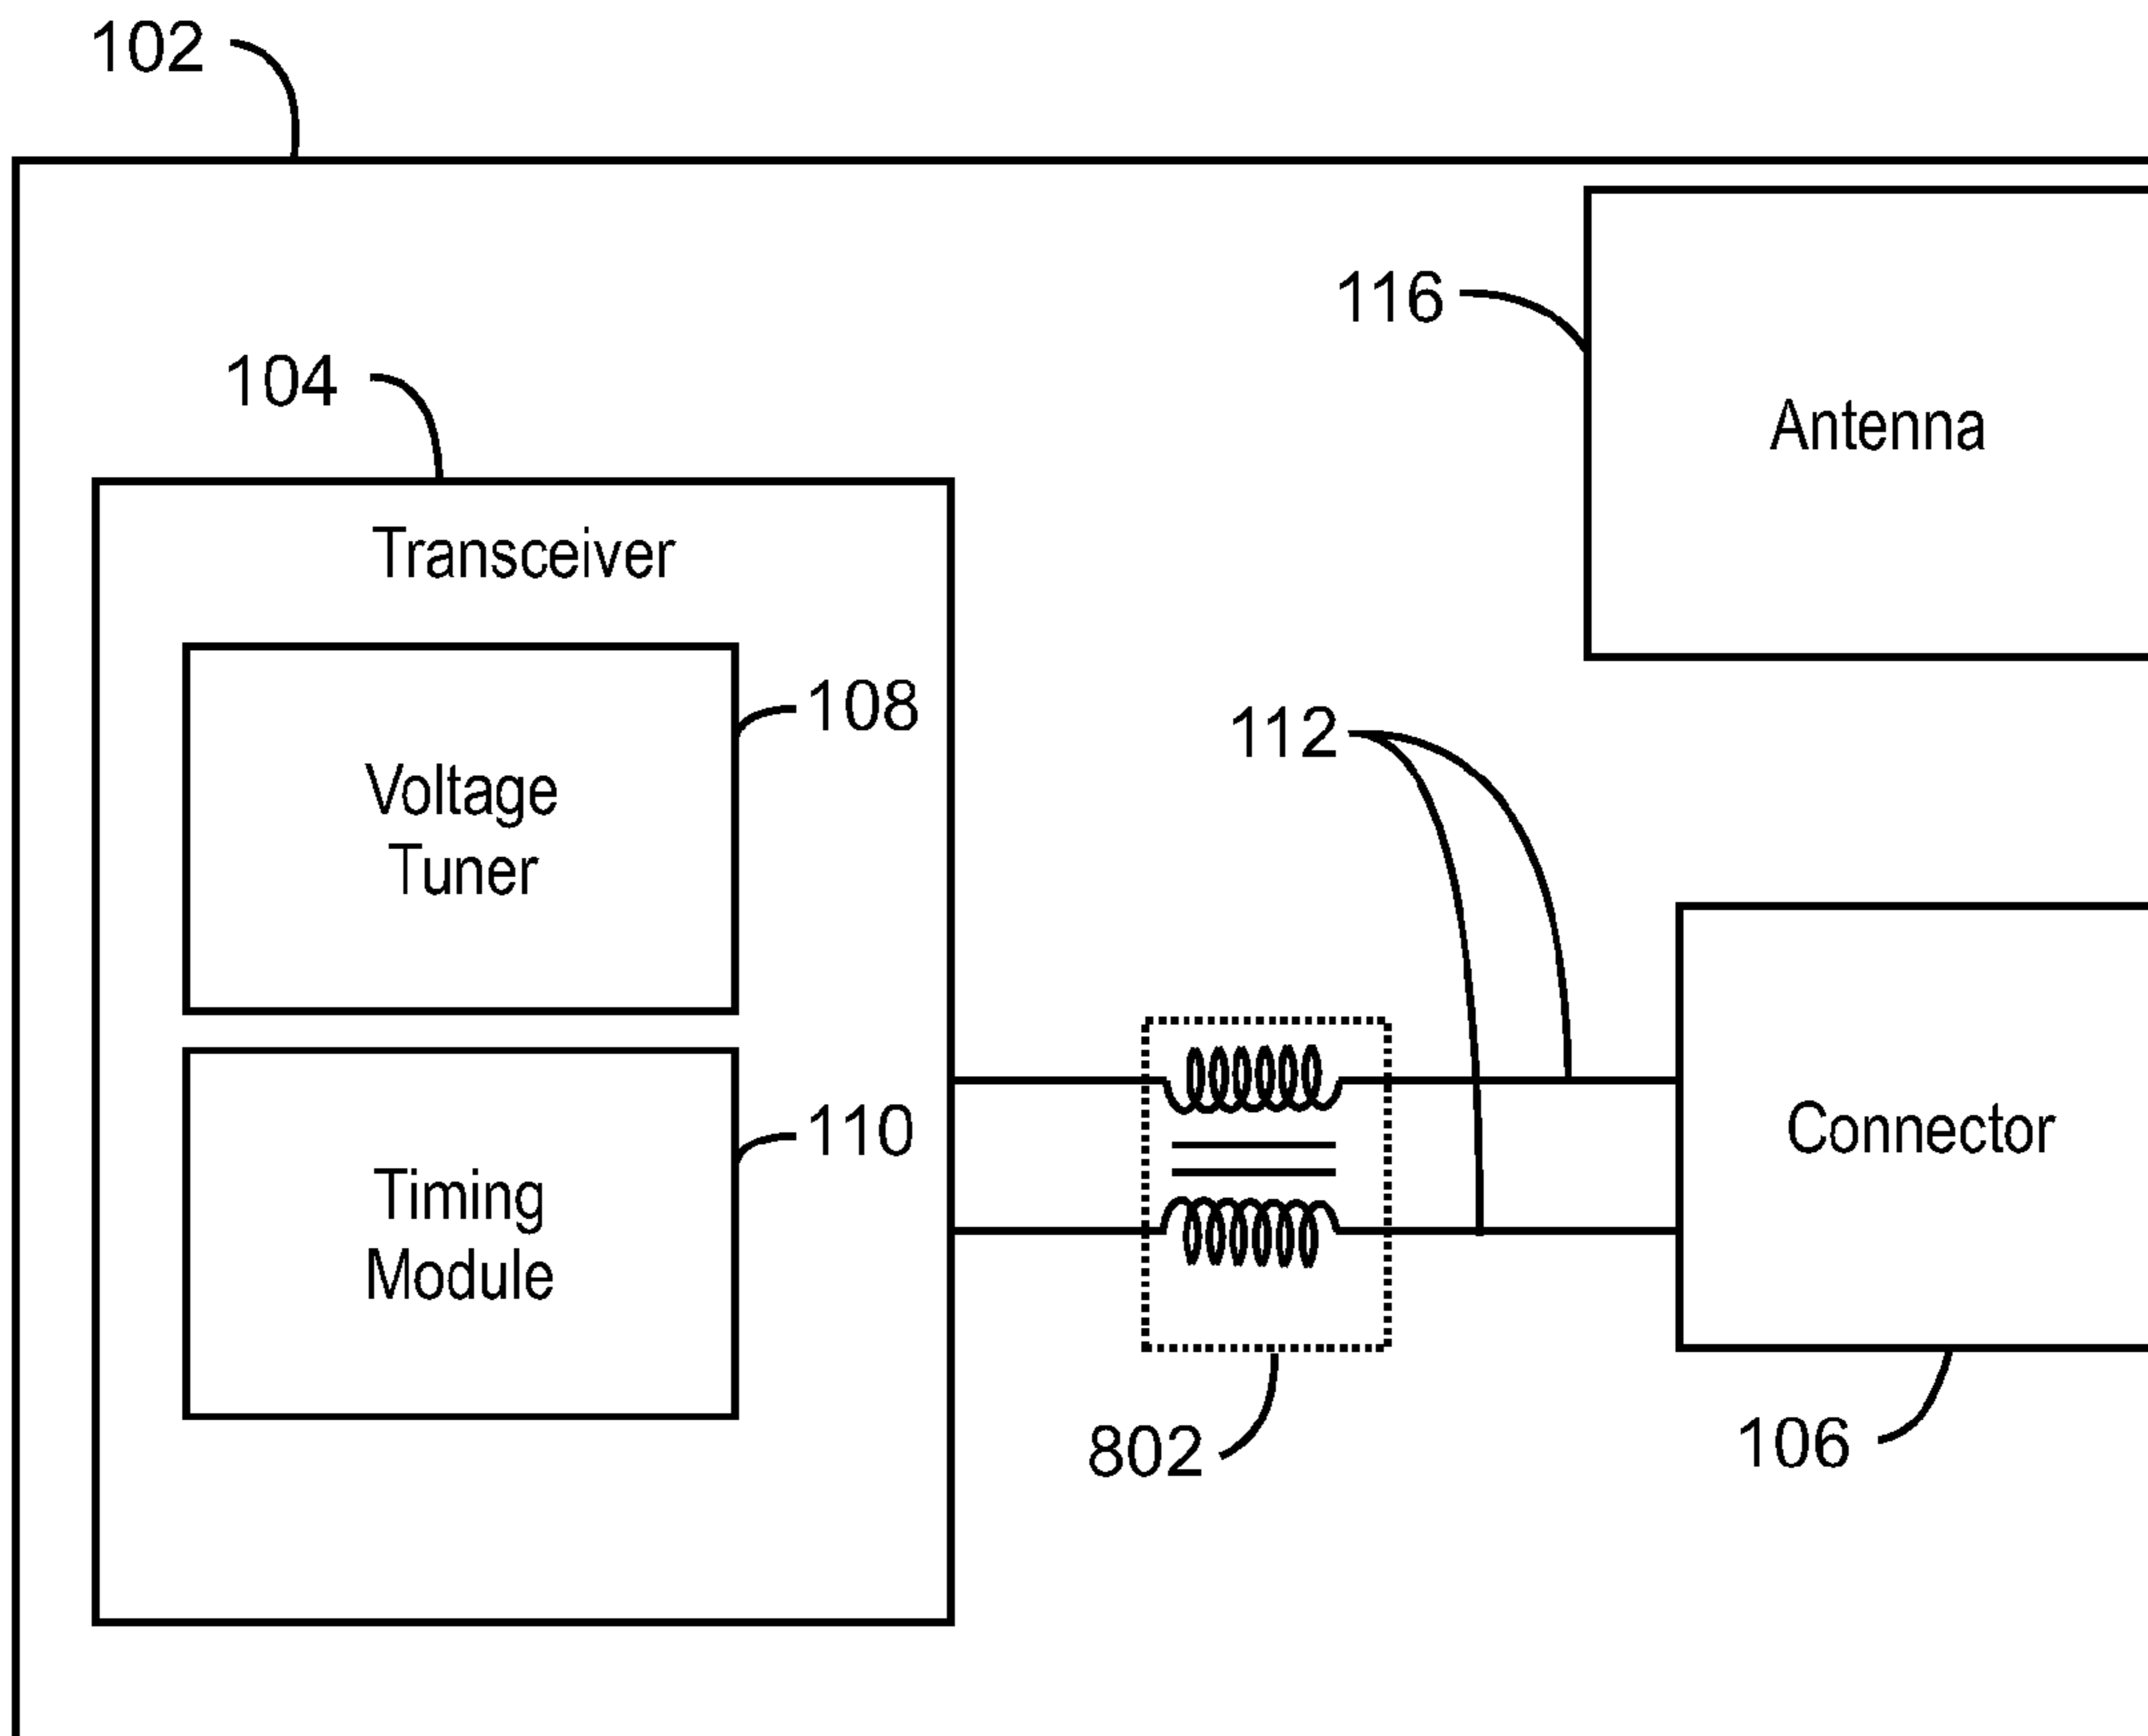 102
116
Antenna
104
Transceiver
108
112
Voltage
Tuner
110
Connector
Timing
Module
802
106